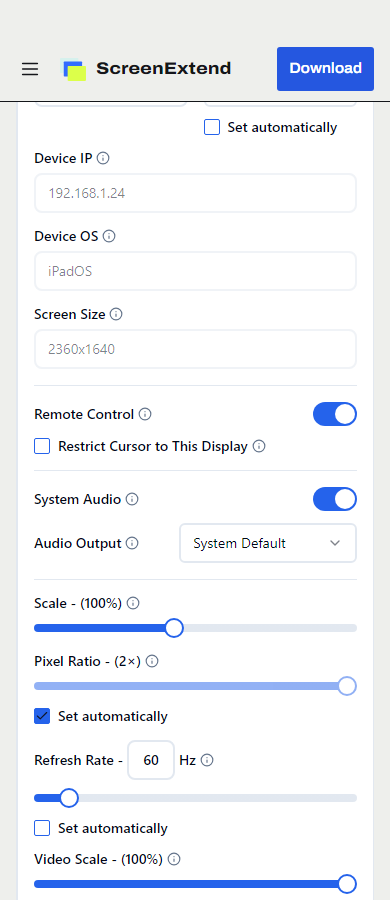 ScreenExtend
Download
Set automatically
Device IP
192.168.1.24
Device OS
iPadOS
Screen Size
2360x1640
Remote Control
Restrict Cursor to This Display
System Audio
Audio Output
System Default
Scale - (100%)
Pixel Ratio - (2×)
Set automatically
Refresh Rate - 60 Hz
Set automatically
Video Scale - (100%)